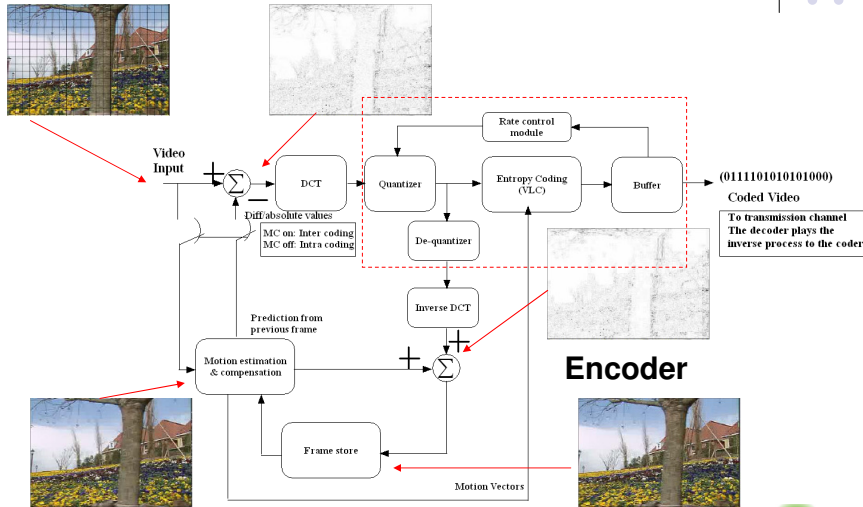 Rate control
module
Video
Input
+
Σ
−
DCT
Quantizer
Entropy Coding
(VLC)
Buffer
(0111101010101000)
Coded Video
To transmission channel
The decoder plays the
inverse process to the coder
Diff/absolute values
MC on: Inter coding
MC off: Intra coding
De-quantizer
Inverse DCT
Prediction from
previous frame
Motion estimation
& compensation
+
+
Σ
Encoder
Frame store
Motion Vectors